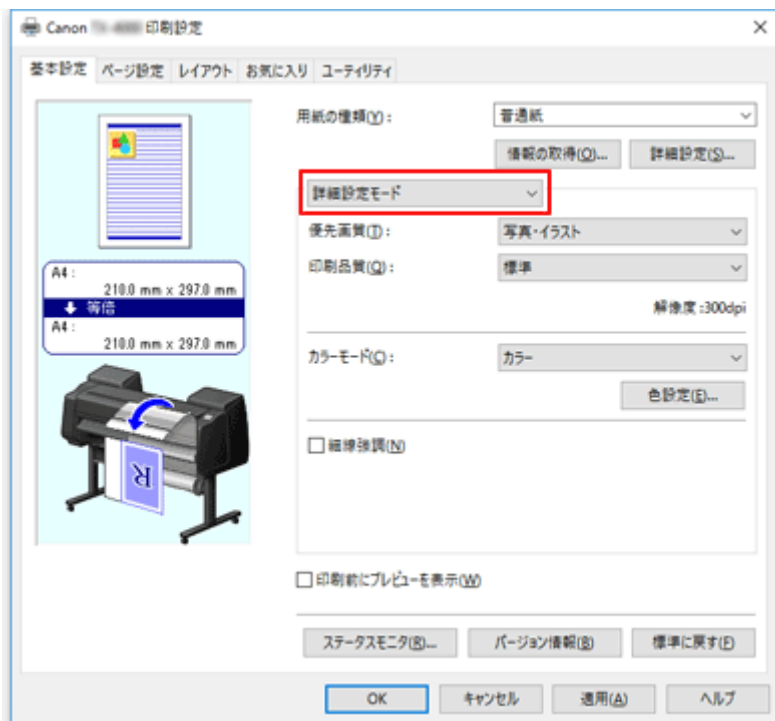 Canon 印刷設定
基本設定 ページ設定 レイアウト お気に入り ユーティリティ
用紙の種類(Y): 普通紙
情報の取得(O)... 詳細設定(S)...
詳細設定モード
優先画質(T): 写真・イラスト
印刷品質(Q): 標準
解像度:300dpi
カラーモード(C): カラー
色設定(E)...
細線強調(N)
A4:
210.0 mm x 297.0 mm
等倍
A4:
210.0 mm x 297.0 mm
R
印刷前にプレビューを表示(W)
ステータスモニタ(R)... バージョン情報(B) 標準に戻す(F)
OK キャンセル 適用(A) ヘルプ